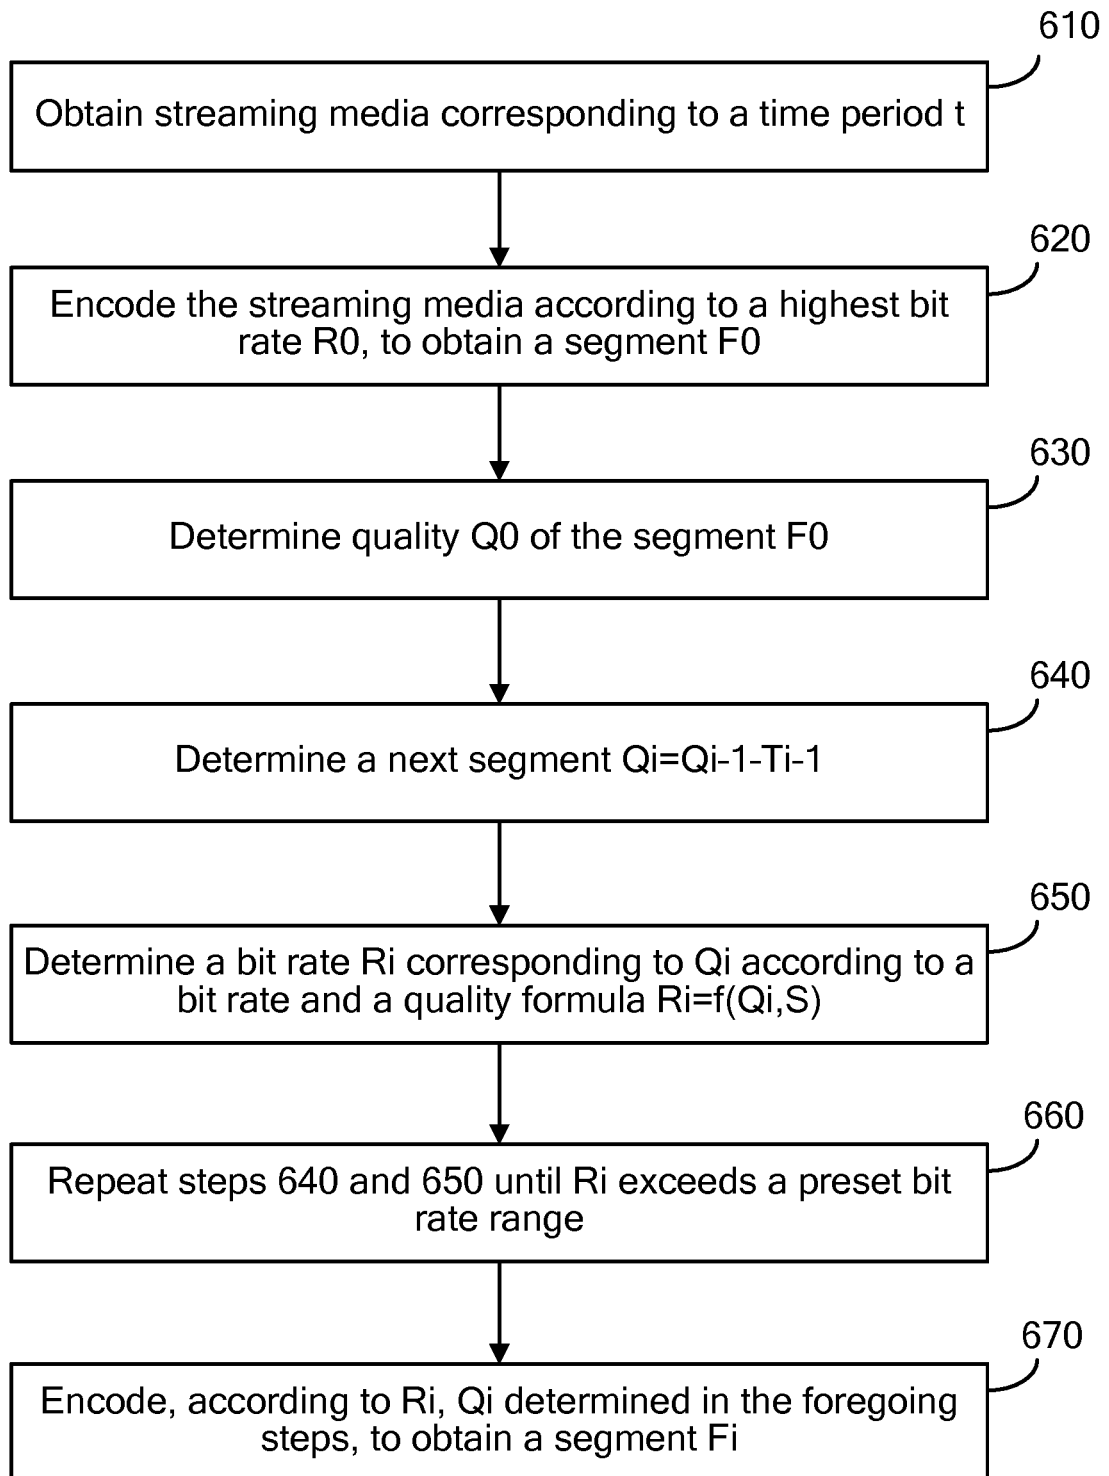 610
Obtain streaming media corresponding to a time period t
620
Encode the streaming media according to a highest bit
rate R0, to obtain a segment F0
630
Determine quality Q0 of the segment F0
640
Determine a next segment Qi=Qi-1-Ti-1
650
Determine a bit rate Ri corresponding to Qi according to a
bit rate and a quality formula Ri=f(Qi,S)
660
Repeat steps 640 and 650 until Ri exceeds a preset bit
rate range
670
Encode, according to Ri, Qi determined in the foregoing
steps, to obtain a segment Fi